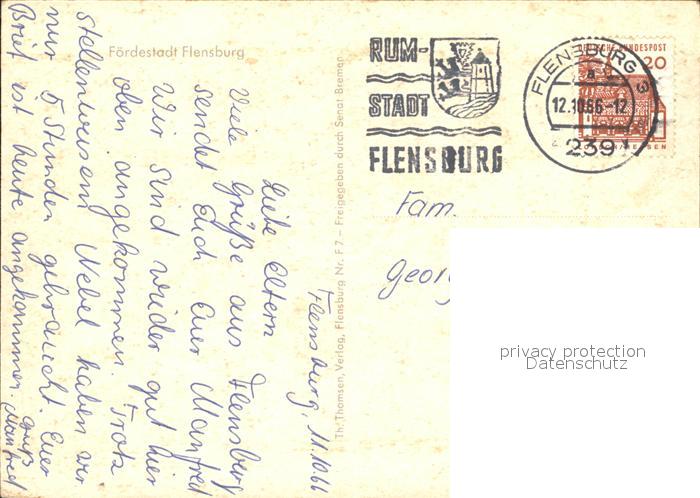 Fördestadt Flensburg
Flensburg, 11.10.66
Liebe Eltern
Viele Grüße aus Flensburg
sendet Euch Euer Manfred
Wir sind wieder gut hier
oben angekommen. Trotz
stellenweisem Nebel haben wir
nur 5 Stunden gebraucht. Euer
Brief ist heute angekommen.
Gruß
Manfred
Th. Thomsen, Verlag, Flensburg Nr. F 7 – Freigegeben durch Senat Bremen
RUM-
STADT
FLENSBURG
FLENSBURG 3
a
12.10.66-12
239
DEUTSCHE BUNDESPOST
20
Fam.
Georg
privacy protection
Datenschutz